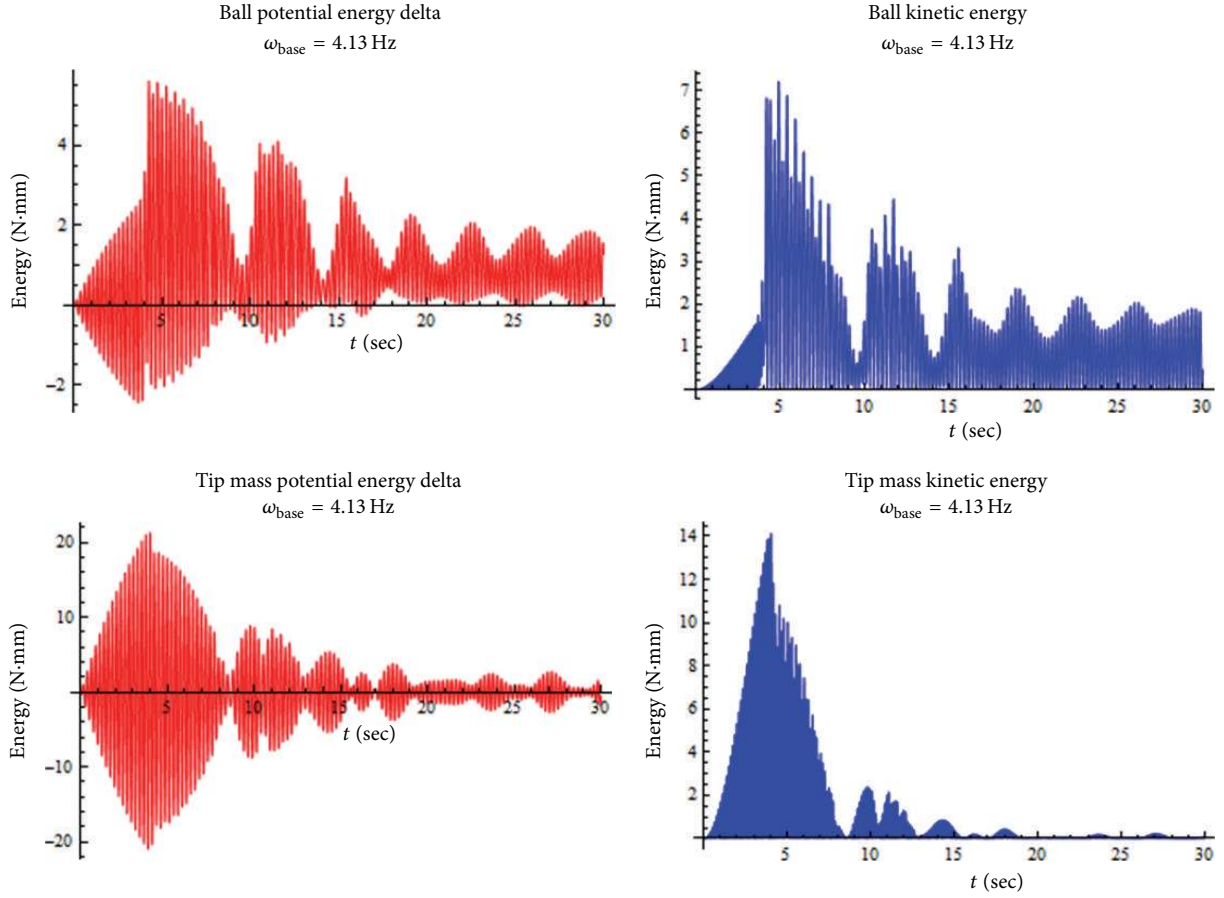 Ball potential energy delta
ω_base = 4.13 Hz
Energy (N·mm)
4
2
−2
5
10
15
20
25
30
t (sec)
Ball kinetic energy
ω_base = 4.13 Hz
Energy (N·mm)
7
6
5
4
3
2
1
5
10
15
20
25
30
t (sec)
Tip mass potential energy delta
ω_base = 4.13 Hz
Energy (N·mm)
20
10
−10
−20
5
10
15
20
25
30
t (sec)
Tip mass kinetic energy
ω_base = 4.13 Hz
Energy (N·mm)
14
12
10
8
6
4
2
5
10
15
20
25
30
t (sec)